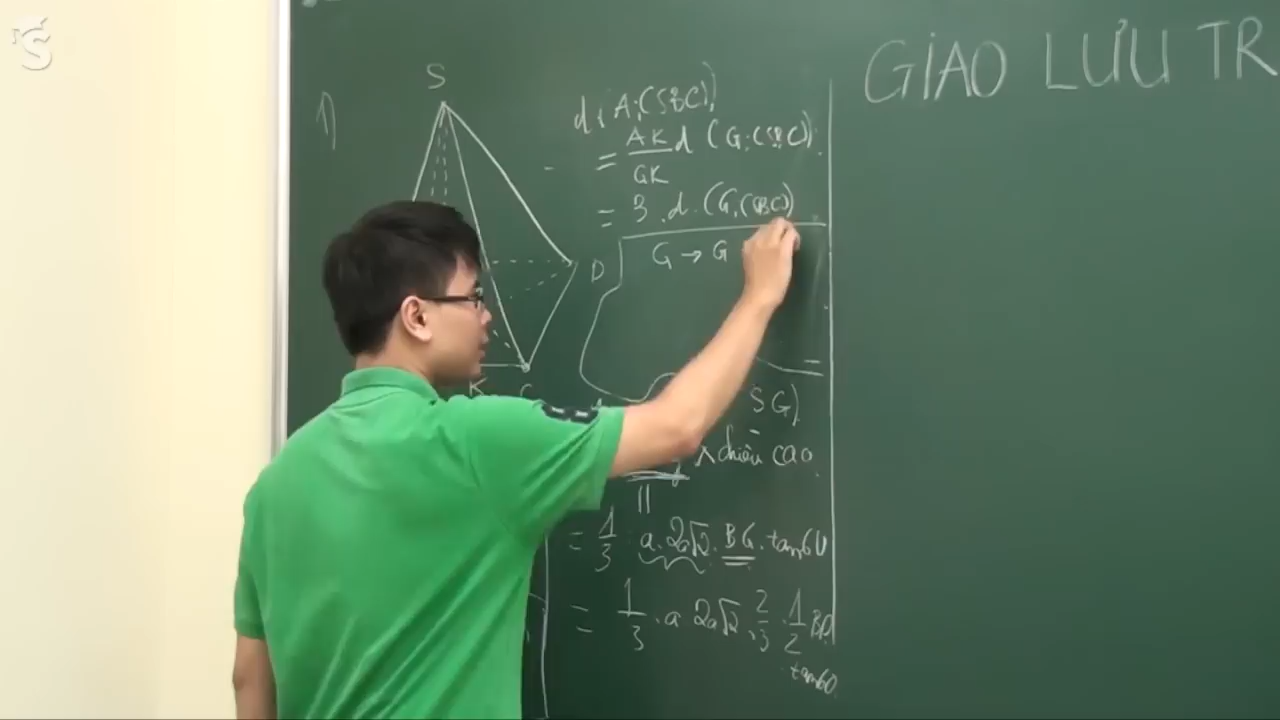 GIAO LƯU TR
1)
S
D
K C
d(A;(SBC))
= AK/GK d(G;(SBC))
= 3.d.(G;(SBC))
G → G
SG)
x chiều cao
= 1/3 . a.2a√2 . BG . tan60
= 1/3 . a 2a√2 . 2/3 . 1/2 BD
tan60